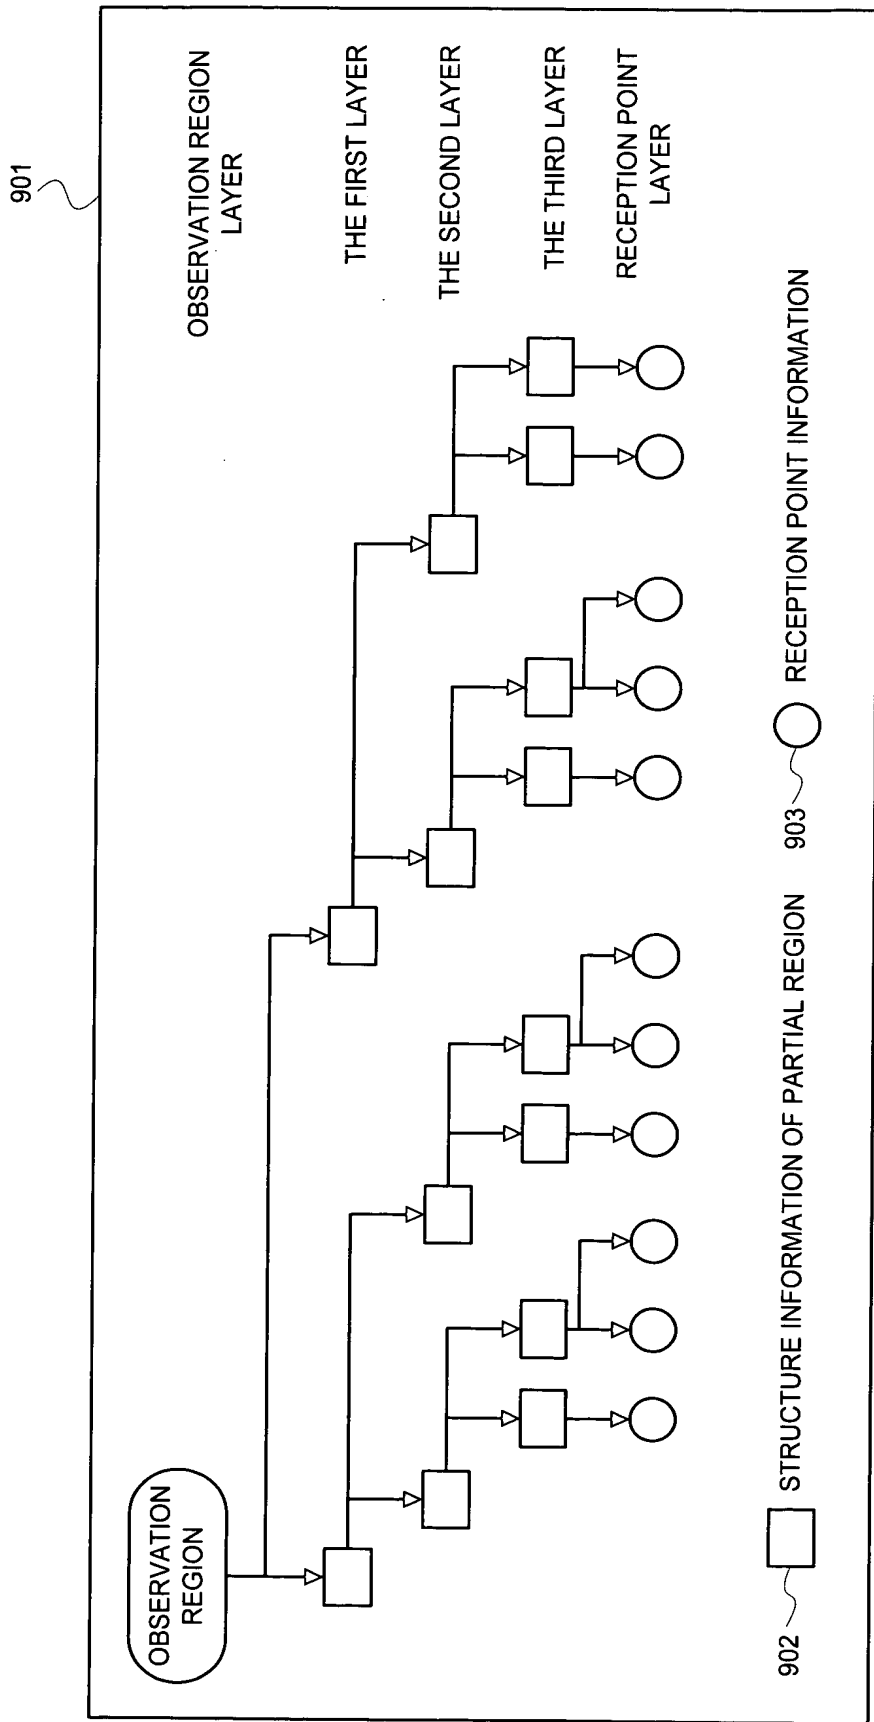 901
OBSERVATION REGION
LAYER
THE FIRST LAYER
THE SECOND LAYER
THE THIRD LAYER
RECEPTION POINT
LAYER
OBSERVATION
REGION
902
STRUCTURE INFORMATION OF PARTIAL REGION
903
RECEPTION POINT INFORMATION